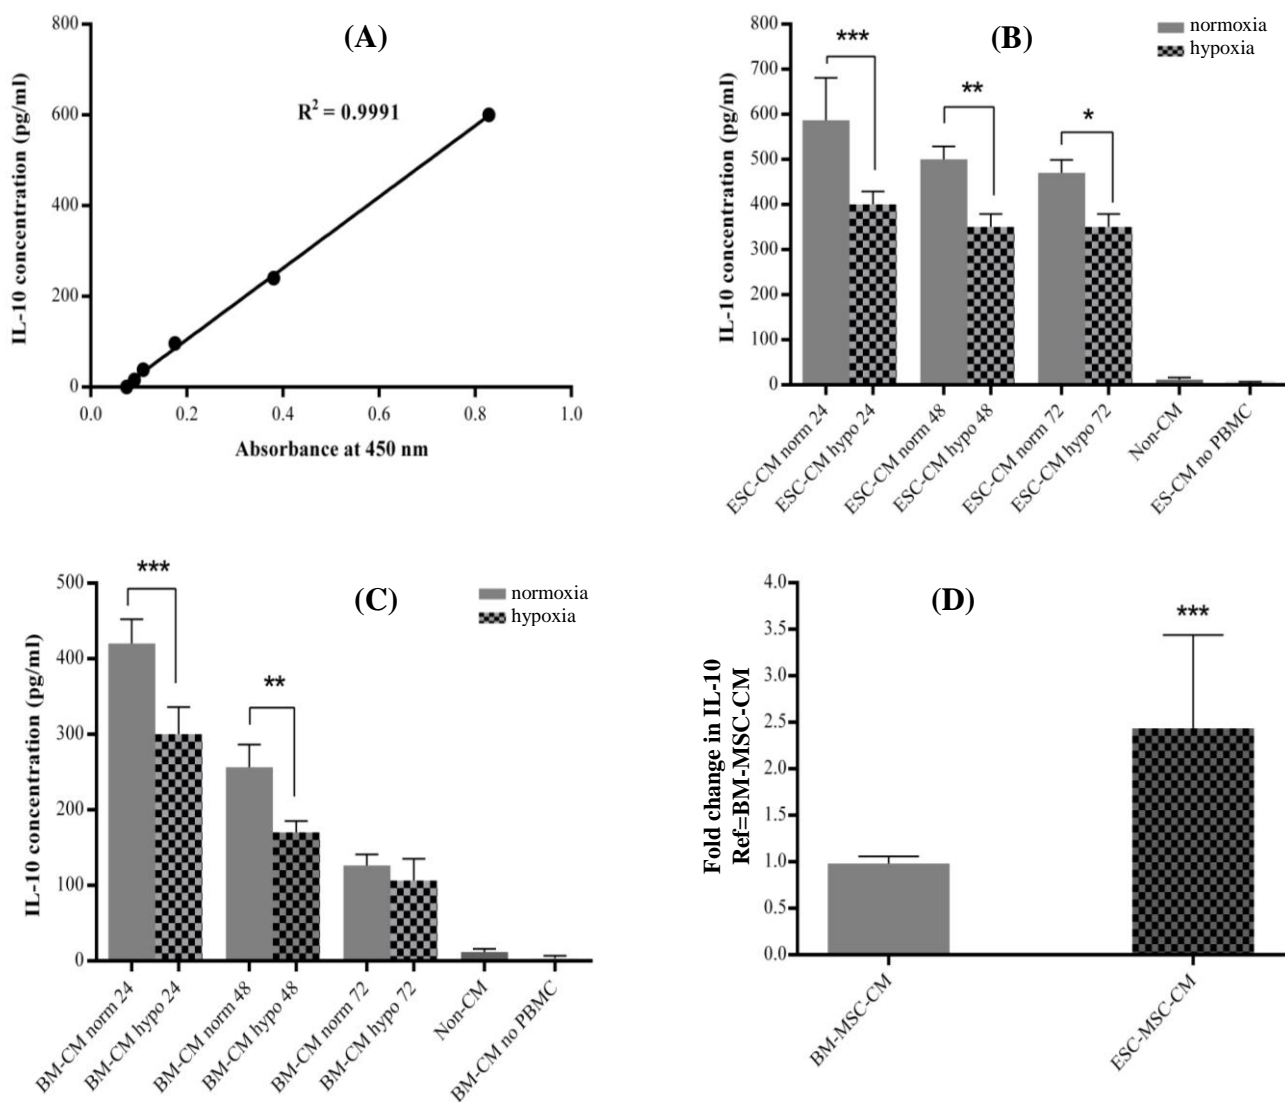 (A)
R² = 0.9991
IL-10 concentration (pg/ml)
800
600
400
200
0
0.0 0.2 0.4 0.6 0.8 1.0
Absorbance at 450 nm
(B)
normoxia
hypoxia
IL-10 concentration (pg/ml)
800
700
600
500
400
300
200
100
0
***
**
*
ESC-CM norm 24
ESC-CM hypo 24
ESC-CM norm 48
ESC-CM hypo 48
ESC-CM norm 72
ESC-CM hypo 72
Non-CM
ES-CM no PBMC
(C)
normoxia
hypoxia
IL-10 concentration (pg/ml)
500
400
300
200
100
0
***
**
BM-CM norm 24
BM-CM hypo 24
BM-CM norm 48
BM-CM hypo 48
BM-CM norm 72
BM-CM hypo 72
Non-CM
BM-CM no PBMC
(D)
Fold change in IL-10
Ref=BM-MSC-CM
4.0
3.5
3.0
2.5
2.0
1.5
1.0
0.5
0.0
***
BM-MSC-CM
ESC-MSC-CM